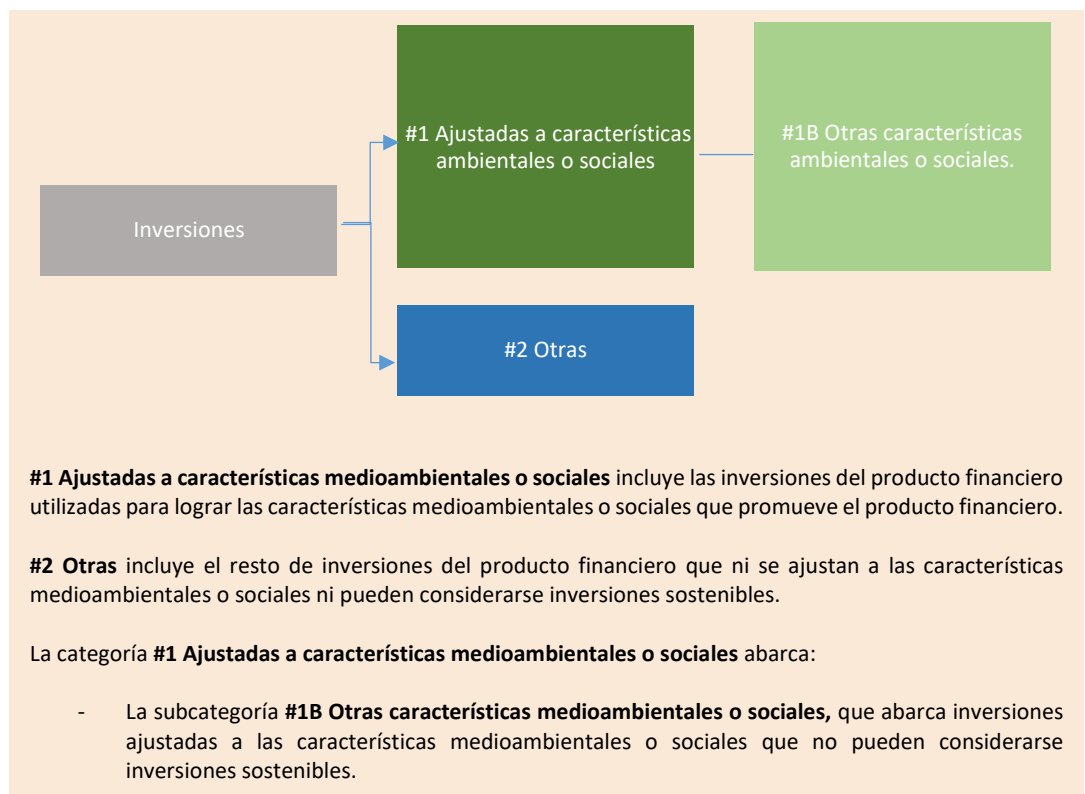 #1 Ajustadas a características
ambientales o sociales
#1B Otras características
ambientales o sociales.
Inversiones
#2 Otras
#1 Ajustadas a características medioambientales o sociales incluye las inversiones del producto financiero
utilizadas para lograr las características medioambientales o sociales que promueve el producto financiero.
#2 Otras incluye el resto de inversiones del producto financiero que ni se ajustan a las características
medioambientales o sociales ni pueden considerarse inversiones sostenibles.
La categoría #1 Ajustadas a características medioambientales o sociales abarca:
- La subcategoría #1B Otras características medioambientales o sociales, que abarca inversiones
ajustadas a las características medioambientales o sociales que no pueden considerarse
inversiones sostenibles.